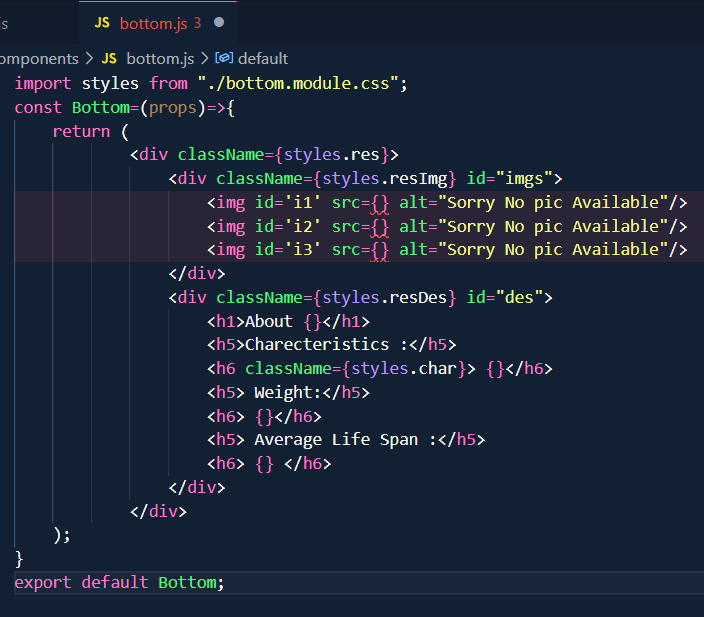 js
JS bottom.js 3
omponents > JS bottom.js > default
import styles from "./bottom.module.css";
const Bottom=(props)=>{
    return (
            <div className={styles.res}>
                <div className={styles.resImg} id="imgs">
                    <img id='i1' src={} alt="Sorry No pic Available"/>
                    <img id='i2' src={} alt="Sorry No pic Available"/>
                    <img id='i3' src={} alt="Sorry No pic Available"/>
                </div>
                <div className={styles.resDes} id="des">
                    <h1>About {}</h1>
                    <h5>Charecteristics :</h5>
                    <h6 className={styles.char}> {}</h6>
                    <h5> Weight:</h5>
                    <h6> {}</h6>
                    <h5> Average Life Span :</h5>
                    <h6> {} </h6>
                </div>
            </div>
    );
}
export default Bottom;